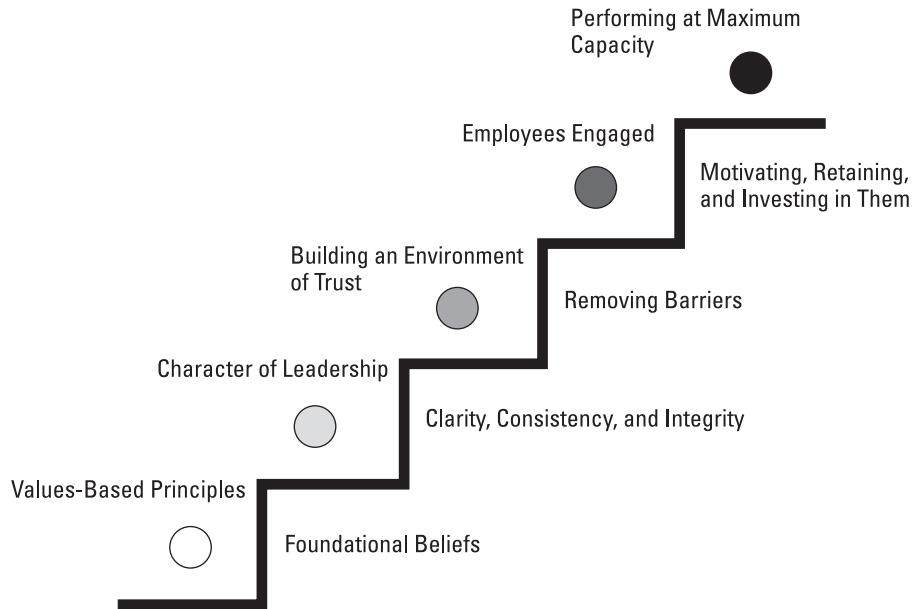 Performing at Maximum
Capacity
Employees Engaged
Motivating, Retaining,
and Investing in Them
Building an Environment
of Trust
Removing Barriers
Character of Leadership
Clarity, Consistency, and Integrity
Values-Based Principles
Foundational Beliefs